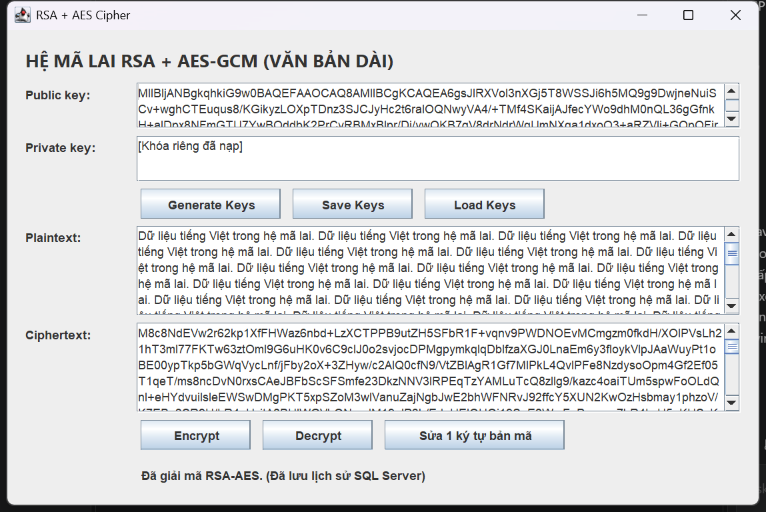 RSA + AES Cipher
HỆ MÃ LAI RSA + AES-GCM (VĂN BẢN DÀI)
Public key:
MIIBIjANBgkqhkiG9w0BAQEFAAOCAQ8AMIIBCgKCAQEA6gsJIRXVol3nXGj5T8WSSJi6h5MQ9g9DwjneNuiS
Cv+wghCTEuqus8/KGikyzLOXpTDnz3SJCJyHc2t6ralOQNwyVA4/+TMf4SKaijAJfecYWo9dhM0nQL36gGfnk
Private key:
[Khóa riêng đã nạp]
Generate Keys
Save Keys
Load Keys
Plaintext:
Dữ liệu tiếng Việt trong hệ mã lai. Dữ liệu tiếng Việt trong hệ mã lai. Dữ liệu tiếng Việt trong hệ mã lai. Dữ liệu
tiếng Việt trong hệ mã lai. Dữ liệu tiếng Việt trong hệ mã lai. Dữ liệu tiếng Việt trong hệ mã lai. Dữ liệu tiếng Vi
ệt trong hệ mã lai. Dữ liệu tiếng Việt trong hệ mã lai. Dữ liệu tiếng Việt trong hệ mã lai. Dữ liệu tiếng Việt trong
hệ mã lai. Dữ liệu tiếng Việt trong hệ mã lai. Dữ liệu tiếng Việt trong hệ mã lai. Dữ liệu tiếng Việt trong hệ mã l
ai. Dữ liệu tiếng Việt trong hệ mã lai. Dữ liệu tiếng Việt trong hệ mã lai. Dữ liệu tiếng Việt trong hệ mã lai. Dữ li
Ciphertext:
M8c8NdEVw2r62kp1XfFHWaz6nbd+LzXCTPPB9utZH5SFbR1F+vqnv9PWDNOEvMCmgzm0fkdH/XOIPVsLh2
1hT3ml77FKTw63ztOml9G6uHK0v6C9clJ0o2svjocDPMgpymkqlqDblfzaXGJ0LnaEm6y3floykVlpJAaWuyPt1o
BE00ypTkp5bGWqVycLnf/jFby2oX+3ZHyw/c2AlQ0cfN9/VtZBlAgR1Gf7MIPkL4QvlPFe8NzdysoOpm4Gf2Ef05
T1qeT/ms8ncDvN0rxsCAeJBFbScSFSmfe23DkzNNV3lRPEqTzYAMLuTcQ8zllg9/kazc4oaiTUm5spwFoOLdQ
nl+eHYdvuilsleEWSwDMgPKT5xpSZoM3wlVanuZajNgbJwE2bhWFNRvJ92ffcY5XUN2KwOzHsbmay1phzoV/
Encrypt
Decrypt
Sửa 1 ký tự bản mã
Đã giải mã RSA-AES. (Đã lưu lịch sử SQL Server)